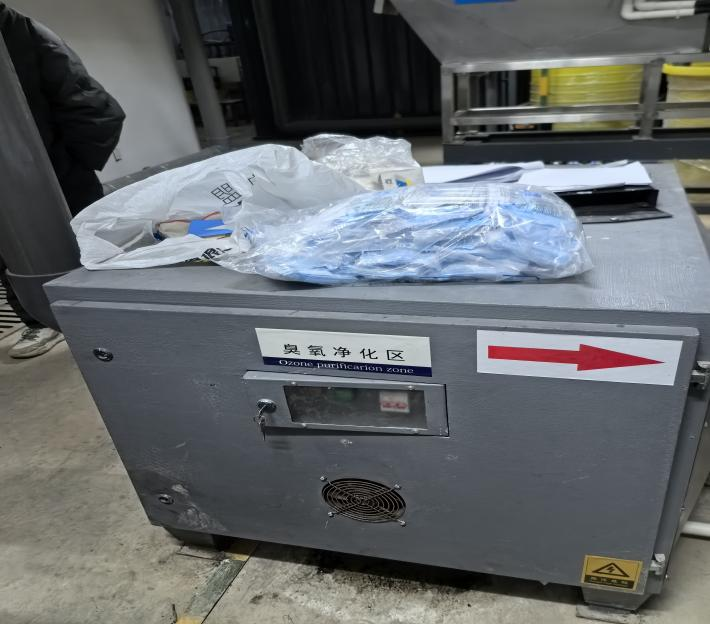 臭氧净化区
Ozone purificarion zone